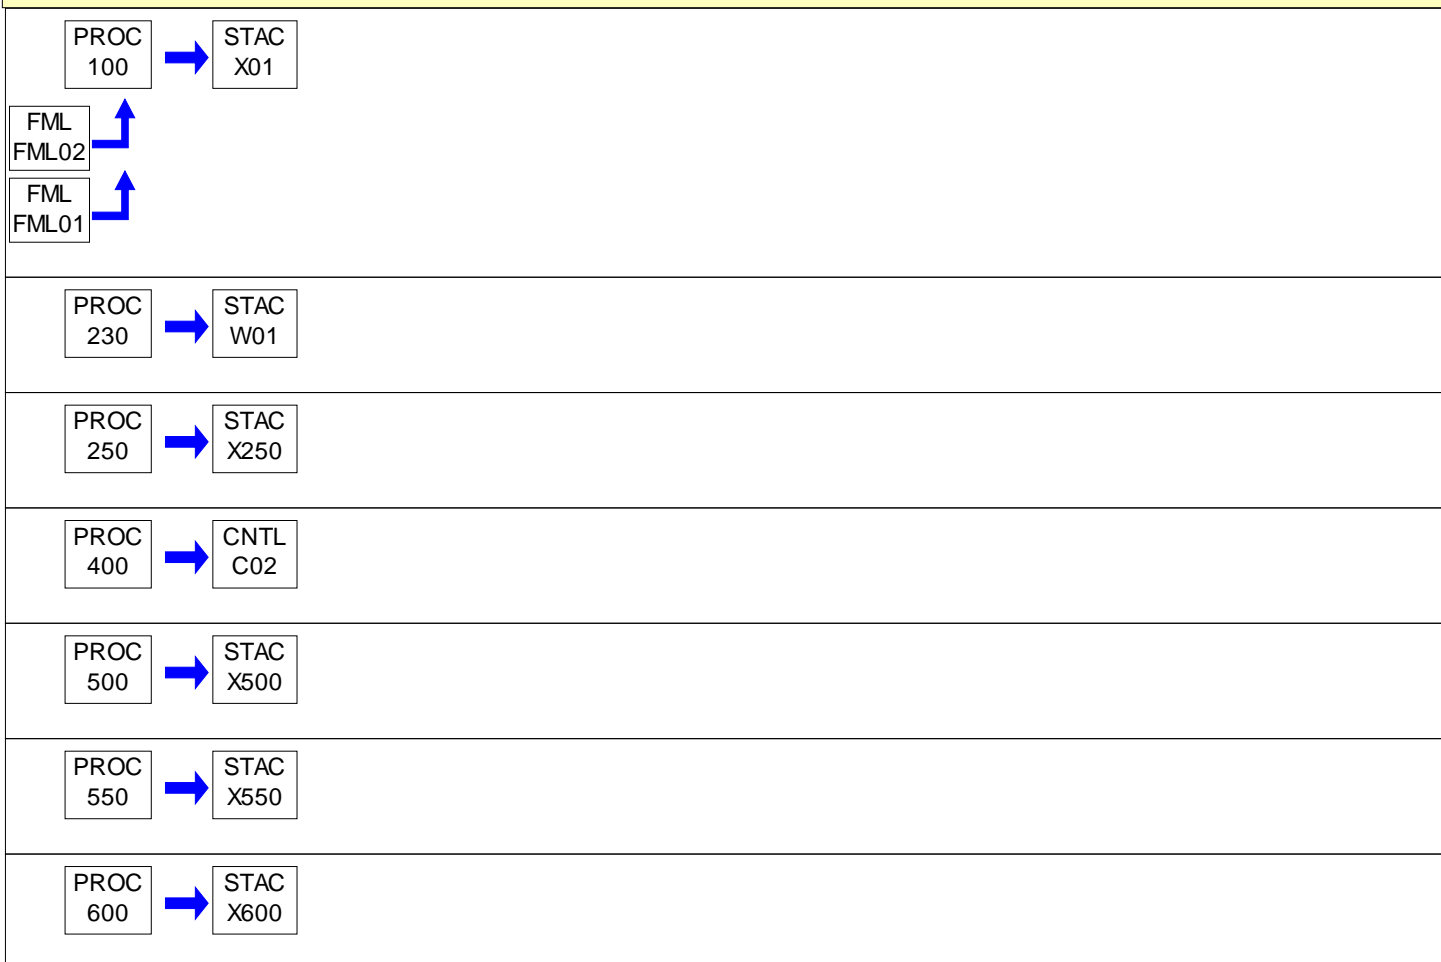 PROC
100
STAC
X01
FML
FML02
FML
FML01
PROC
230
STAC
W01
PROC
250
STAC
X250
PROC
400
CNTL
C02
PROC
500
STAC
X500
PROC
550
STAC
X550
PROC
600
STAC
X600